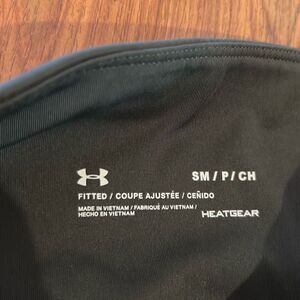 SM / P / CH
FITTED / COUPE AJUSTÉE / CEÑIDO
MADE IN VIETNAM / FABRIQUÉ AU VIETNAM /
HECHO EN VIETNAM
HEATGEAR